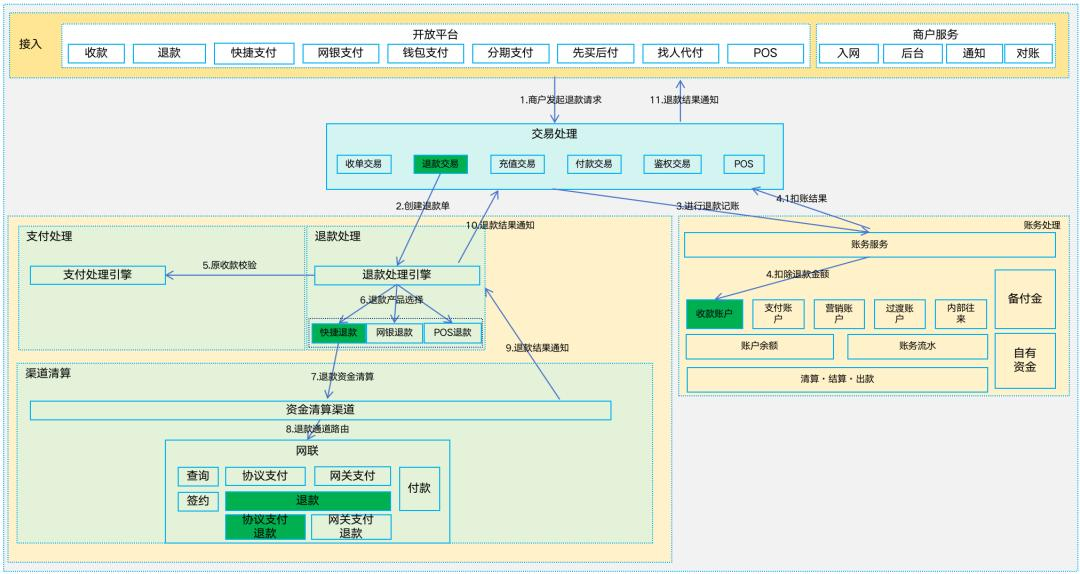 接入
开放平台
收款
退款
快捷支付
网银支付
钱包支付
分期支付
先买后付
找人代付
POS
商户服务
入网
后台
通知
对账
1.商户发起退款请求
11.退款结果通知
交易处理
收单交易
退款交易
充值交易
付款交易
鉴权交易
POS
2.创建退款单
10.退款结果通知
3.进行退款记账
4.1扣账结果
支付处理
支付处理引擎
5.原收款校验
退款处理
退款处理引擎
6.退款产品选择
快捷退款
网银退款
POS退款
9.退款结果通知
账务处理
账务服务
4.扣除退款金额
收款账户
支付账
户
营销账
户
过渡账
户
内部往
来
备付金
账户余额
账务流水
自有
资金
清算·结算·出款
渠道清算
7.退款资金清算
资金清算渠道
8.退款通道路由
网联
查询
协议支付
网关支付
付款
签约
退款
协议支付
退款
网关支付
退款